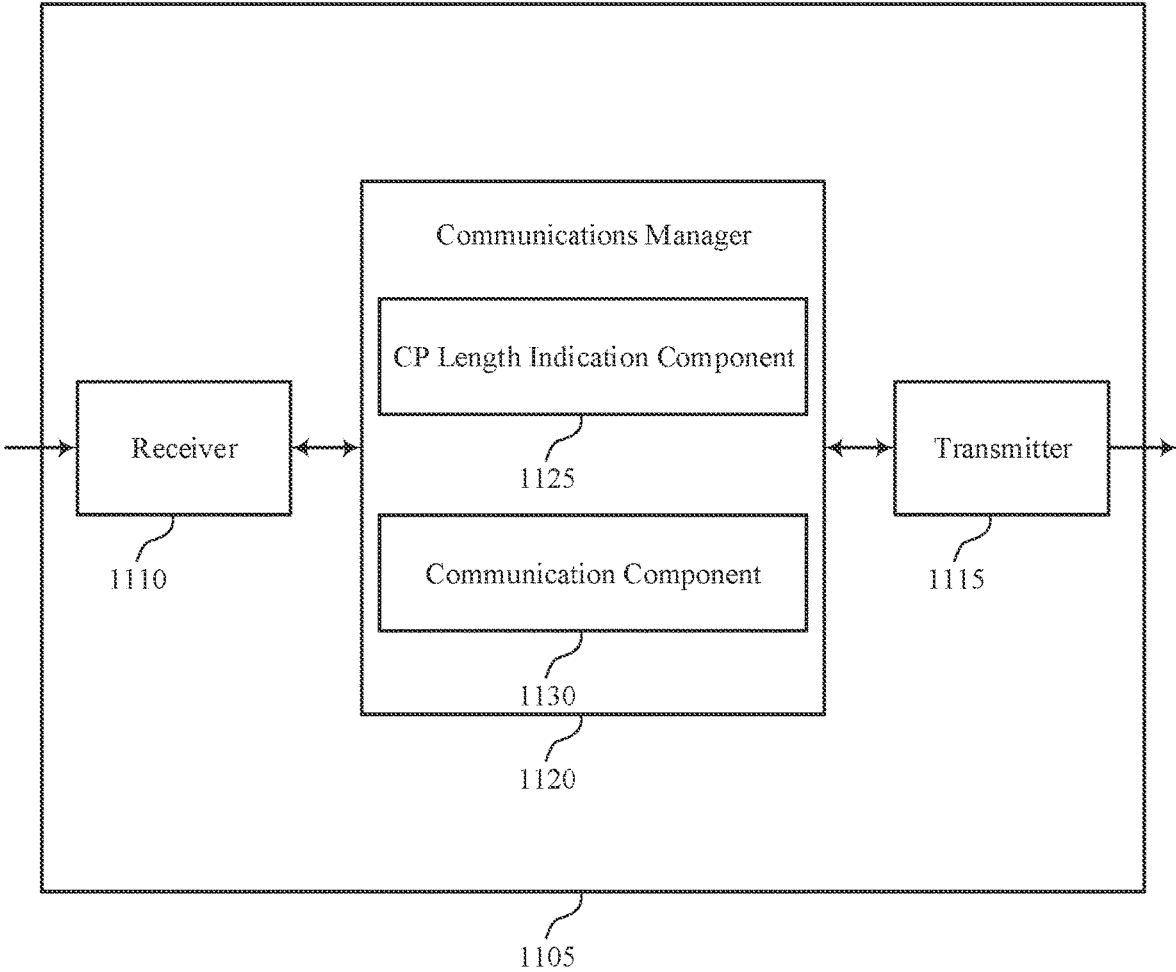 Communications Manager
CP Length Indication Component
1125
Receiver
1110
Transmitter
1115
Communication Component
1130
1120
1105